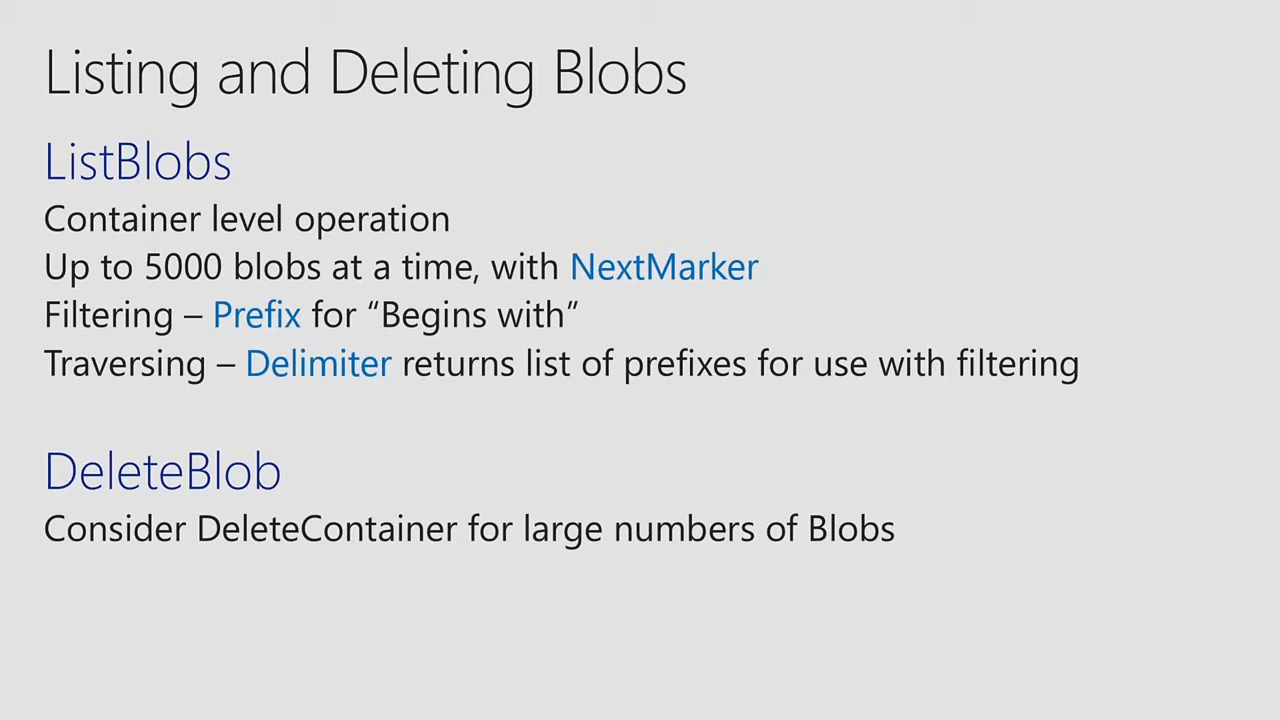 Listing and Deleting Blobs
ListBlobs
Container level operation
Up to 5000 blobs at a time, with NextMarker
Filtering – Prefix for “Begins with”
Traversing – Delimiter returns list of prefixes for use with filtering
DeleteBlob
Consider DeleteContainer for large numbers of Blobs